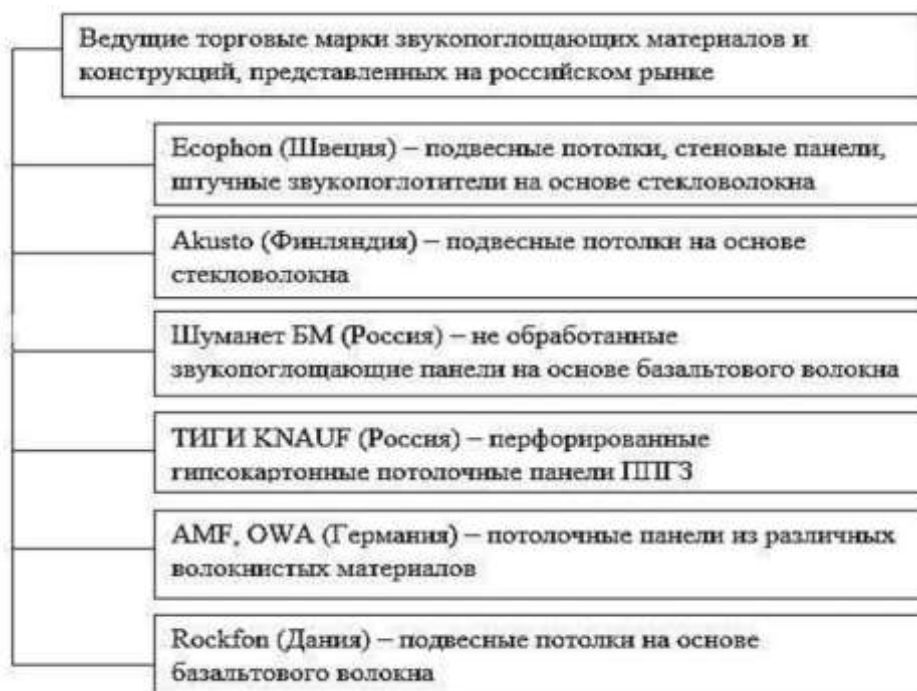 Ведущие торговые марки звукопоглощающих материалов и
конструкций, представленных на российском рынке
Ecophon (Швеция) – подвесные потолки, стеновые панели,
штучные звукопоглотители на основе стекловолокна
Akusto (Финляндия) – подвесные потолки на основе
стекловолокна
Шуманет БМ (Россия) – не обработанные
звукопоглощающие панели на основе базальтового волокна
ТИГИ KNAUF (Россия) – перфорированные
гипсокартонные потолочные панели ППГЗ
AMF, OWA (Германия) – потолочные панели из различных
волокнистых материалов
Rockfon (Дания) – подвесные потолки на основе
базальтового волокна